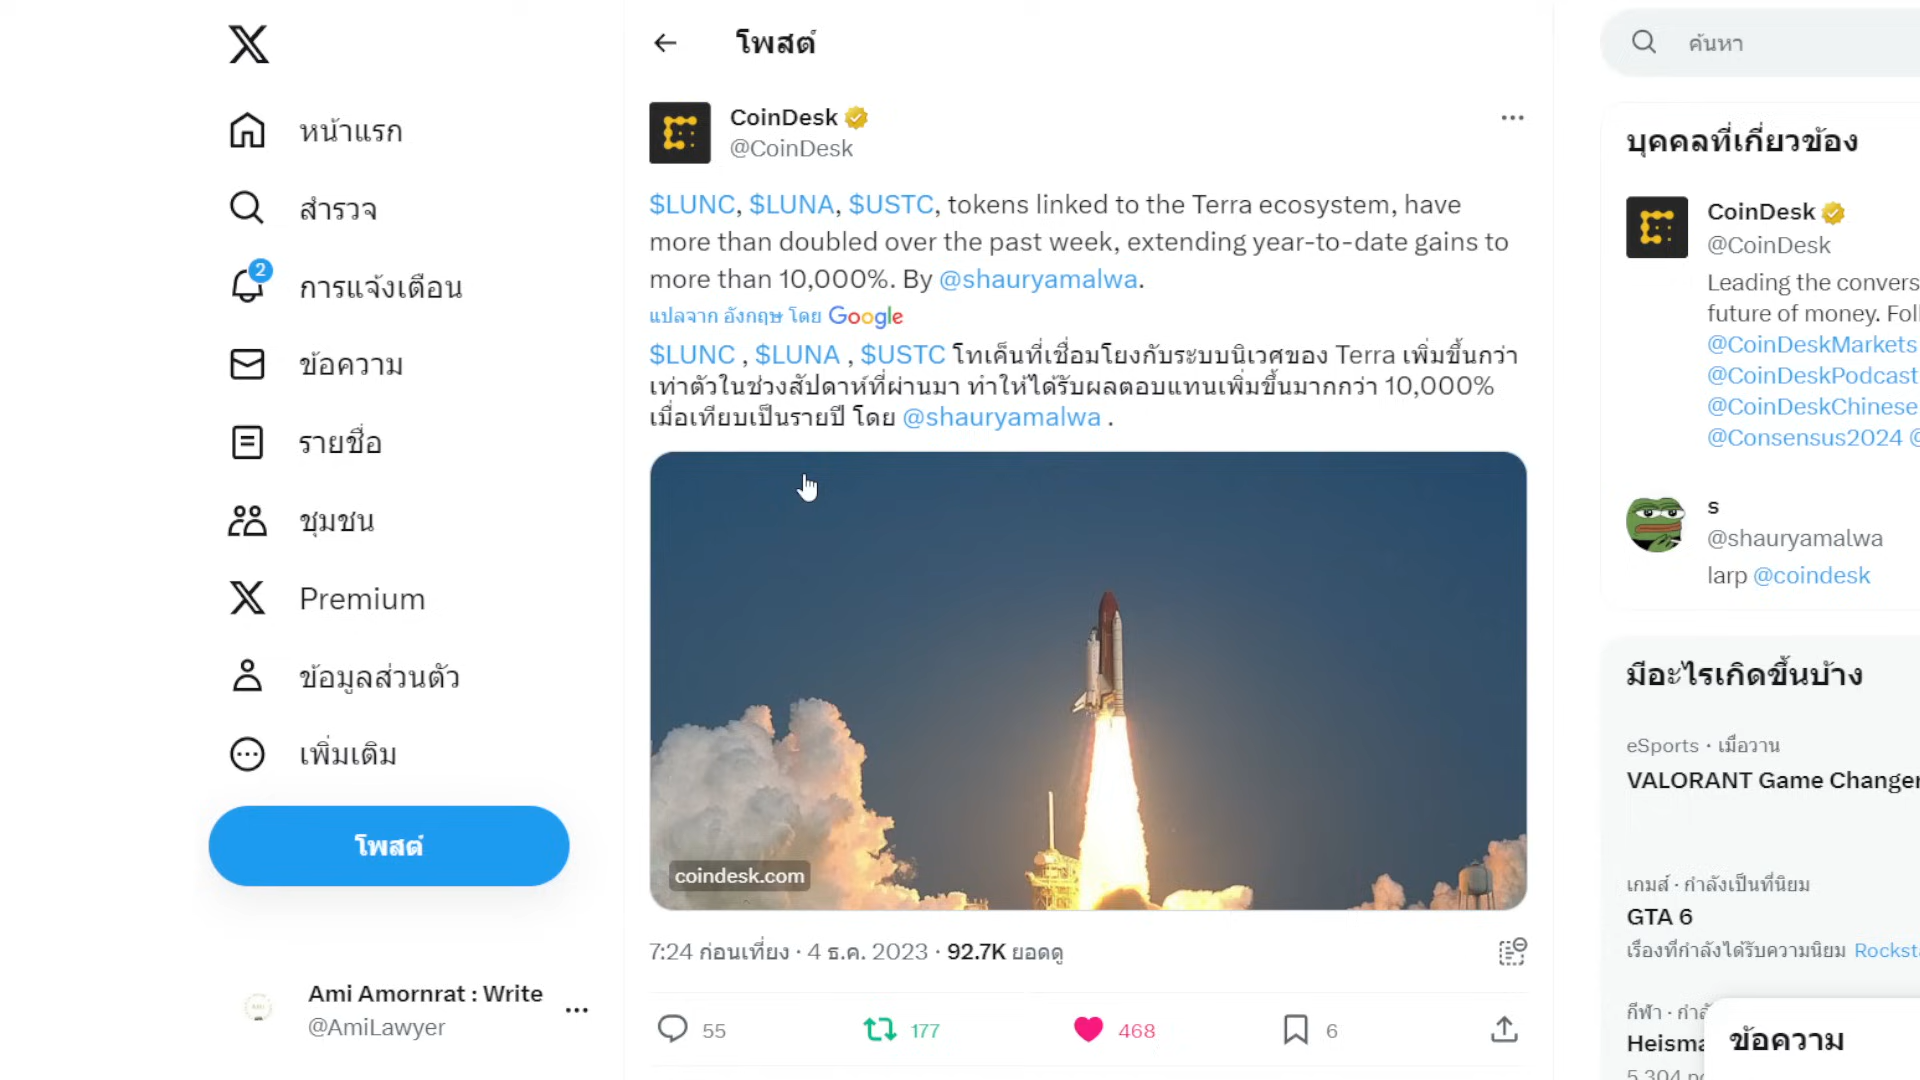 หน้าแรก
สำรวจ
2
การแจ้งเตือน
ข้อความ
รายชื่อ
ชุมชน
Premium
ข้อมูลส่วนตัว
เพิ่มเติม
โพสต์
Ami Amornrat : Write
@AmiLawyer
โพสต์
CoinDesk
@CoinDesk
$LUNC, $LUNA, $USTC, tokens linked to the Terra ecosystem, have
more than doubled over the past week, extending year-to-date gains to
more than 10,000%. By @shauryamalwa.
แปลจาก อังกฤษ โดย Google
$LUNC , $LUNA , $USTC โทเค็นที่เชื่อมโยงกับระบบนิเวศของ Terra เพิ่มขึ้นกว่า
เท่าตัวในช่วงสัปดาห์ที่ผ่านมา ทำให้ได้รับผลตอบแทนเพิ่มขึ้นมากกว่า 10,000%
เมื่อเทียบเป็นรายปี โดย @shauryamalwa .
coindesk.com
7:24 ก่อนเที่ยง · 4 ธ.ค. 2023 · 92.7K ยอดดู
55 177 468 6
ค้นหา
บุคคลที่เกี่ยวข้อง
CoinDesk
@CoinDesk
Leading the convers
future of money. Fol
@CoinDeskMarkets
@CoinDeskPodcast
@CoinDeskChinese
@Consensus2024 @
s
@shauryamalwa
larp @coindesk
มีอะไรเกิดขึ้นบ้าง
eSports · เมื่อวาน
VALORANT Game Changer
เกมส์ · กำลังเป็นที่นิยม
GTA 6
เรื่องที่กำลังได้รับความนิยม Rockst
กีฬา · กำล
Heisma
ข้อความ